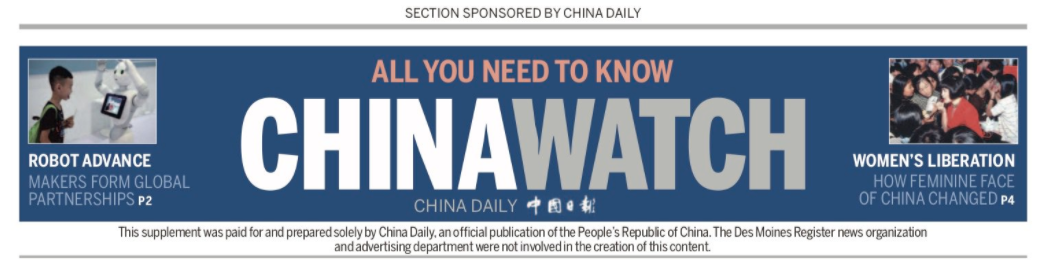 SECTION SPONSORED BY CHINA DAILY
ALL YOU NEED TO KNOW
CHINAWATCH
CHINA DAILY 中国日报
ROBOT ADVANCE
MAKERS FORM GLOBAL
PARTNERSHIPS P2
WOMEN'S LIBERATION
HOW FEMININE FACE
OF CHINA CHANGED P4
This supplement was paid for and prepared solely by China Daily, an official publication of the People's Republic of China. The Des Moines Register news organization
and advertising department were not involved in the creation of this content.